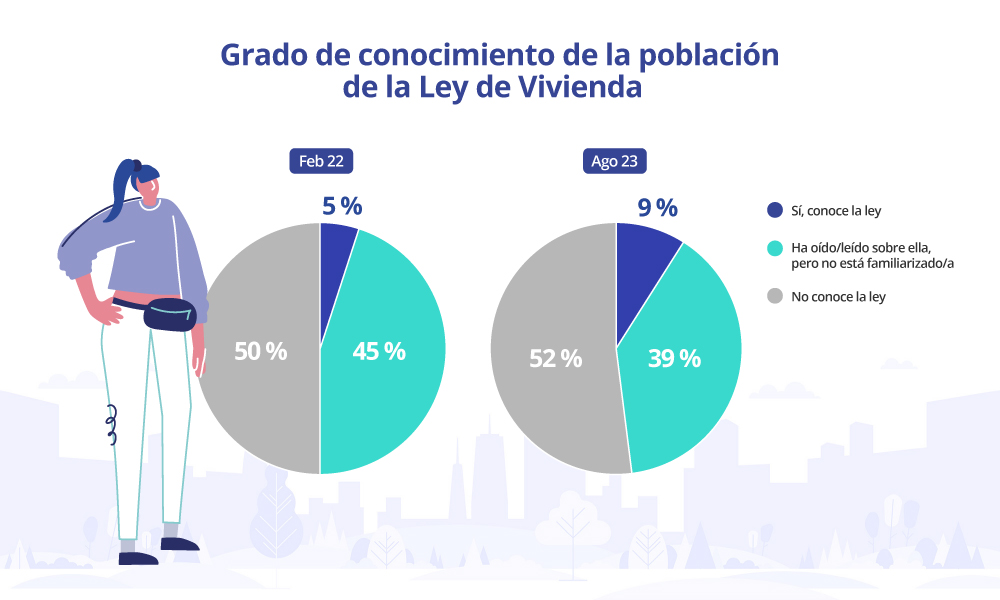 Grado de conocimiento de la población
de la Ley de Vivienda
Feb 22
Ago 23
5 %
9 %
50 %
45 %
52 %
39 %
Sí, conoce la ley
Ha oído/leído sobre ella,
pero no está familiarizado/a
No conoce la ley